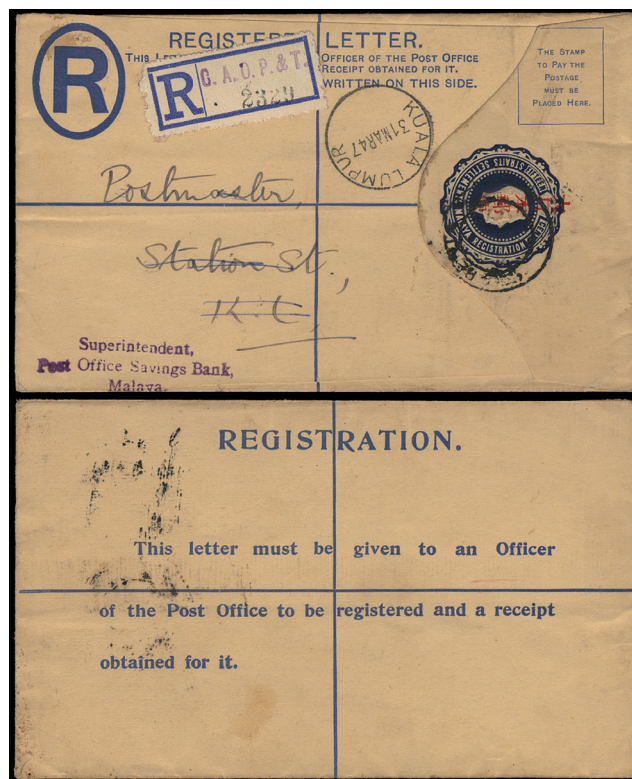 R
REGISTERED LETTER.
THIS LE OFFICER OF THE POST OFFICE
RECEIPT OBTAINED FOR IT.
WRITTEN ON THIS SIDE.
THE STAMP
TO PAY THE
POSTAGE
MUST BE
PLACED HERE.
R
G. A. O. P. & T.
2329
KUALA LUMPUR
31 MAR 47
STRAITS SETTLEMENTS
MALAYA REGISTRATION
Postmaster,
Station St.,
K. L,
Superintendent,
Post Office Savings Bank,
Malaya.
REGISTRATION.
This letter must be given to an Officer
of the Post Office to be registered and a receipt
obtained for it.